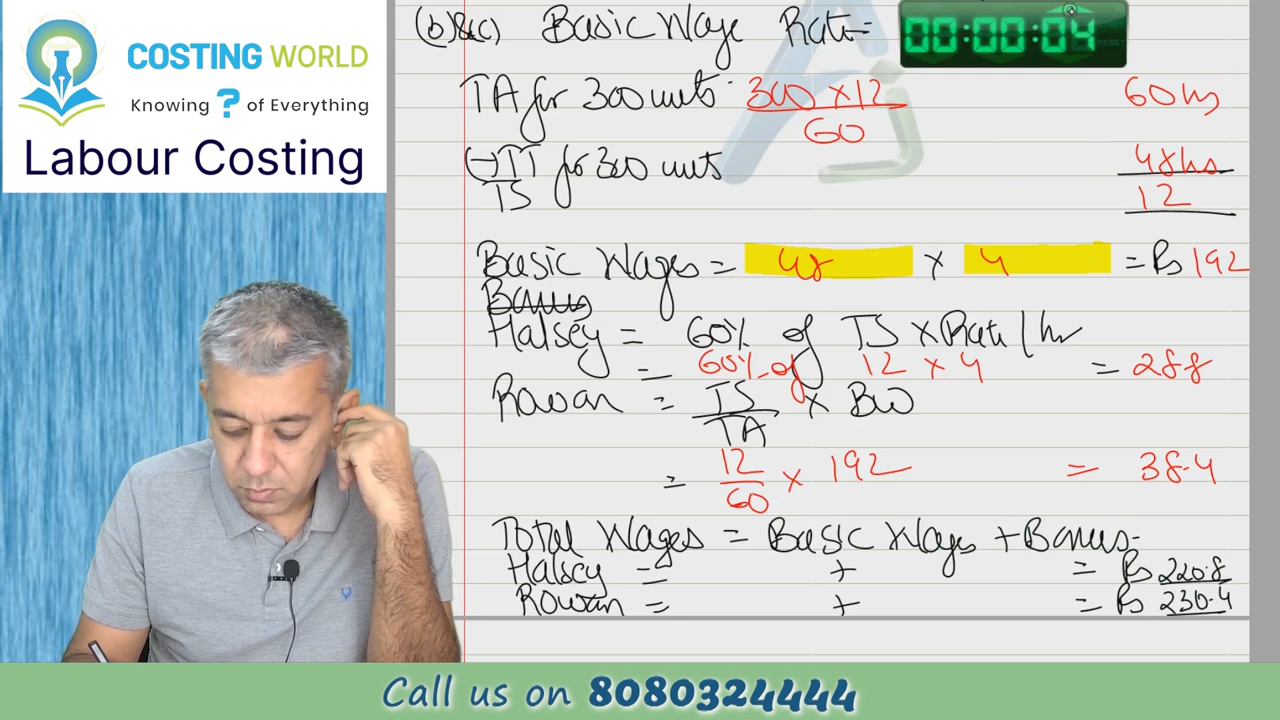 COSTING WORLD
Knowing ? of Everything
Labour Costing
(b)&(c) Basic Wage Rate=
00:00:04
RESET
TA for 300 units 300 x 12 60hs
60
(-) TT for 300 units 48hs
TS 12
Basic Wages = 48 x 4 = Rs 192
Bonus
Halsey = 60% of TS x Rate/hr
= 60% of 12 x 4 = 28.8
Rowan = TS x BW
TA
= 12 x 192 = 38.4
60
Total Wages = Basic Wages + Bonus
Halsey = + = Rs 220.8
Rowan = + = Rs 230.4
Call us on 8080324444